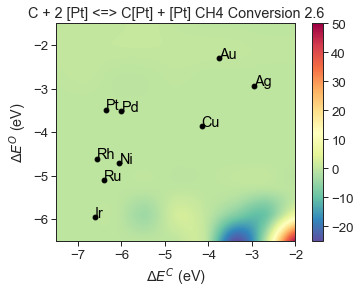 C + 2 [Pt] <=> C[Pt] + [Pt] CH4 Conversion 2.6
50
40
30
20
10
0
−10
−20
−2
−3
−4
−5
−6
ΔE^O (eV)
Au
Ag
Pt
Pd
Cu
Rh
Ni
Ru
Ir
−7
−6
−5
−4
−3
−2
ΔE^C (eV)